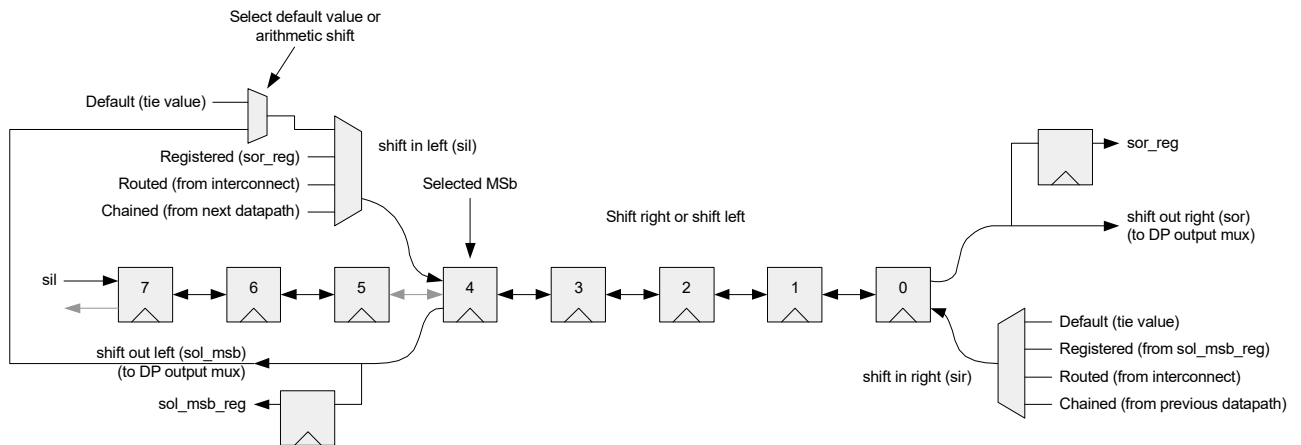 Select default value or
arithmetic shift
Default (tie value)
shift in left (sil)
Registered (sor_reg)
Routed (from interconnect)
Chained (from next datapath)
Selected MSb
Shift right or shift left
sor_reg
shift out right (sor)
(to DP output mux)
sil
7
6
5
4
3
2
1
0
shift out left (sol_msb)
(to DP output mux)
sol_msb_reg
shift in right (sir)
Default (tie value)
Registered (from sol_msb_reg)
Routed (from interconnect)
Chained (from previous datapath)